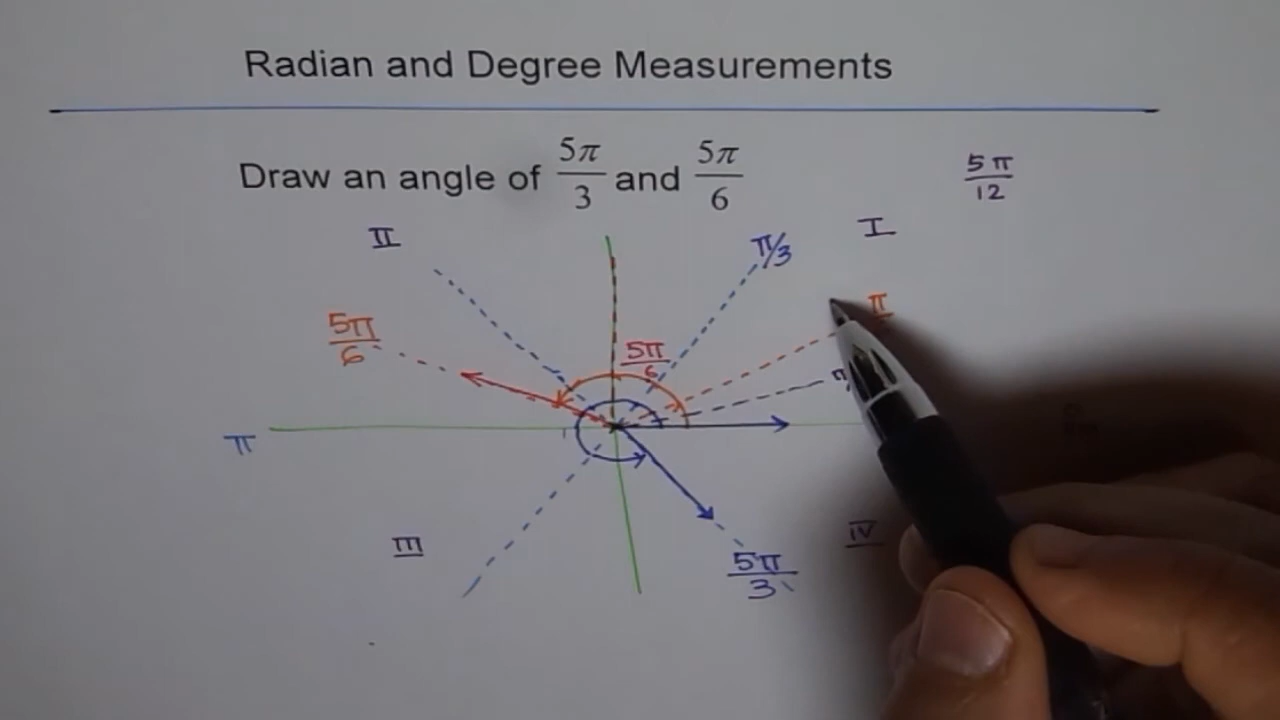 Radian and Degree Measurements
Draw an angle of 5π/3 and 5π/6
5π/12
II
I
π/3
π
5π/6
5π/6
π
III
IV
5π/3